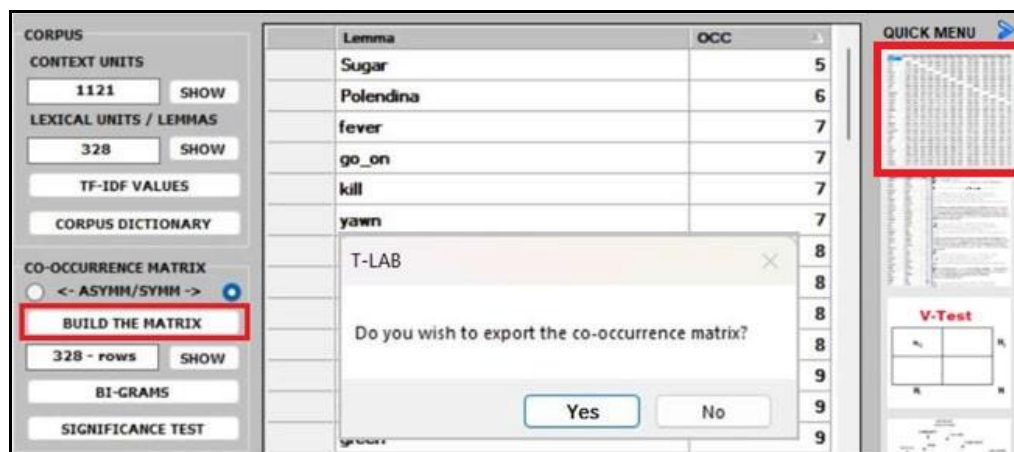 CORPUS
CONTEXT UNITS
1121 SHOW
LEXICAL UNITS / LEMMAS
328 SHOW
TF-IDF VALUES
CORPUS DICTIONARY
CO-OCCURRENCE MATRIX
<- ASYMM/SYMM ->
BUILD THE MATRIX
328 - rows SHOW
BI-GRAMS
SIGNIFICANCE TEST
Lemma OCC
Sugar 5
Polendina 6
fever 7
go_on 7
kill 7
yawn 7
8
8
8
8
9
9
green 9
T-LAB
Do you wish to export the co-occurrence matrix?
Yes No
QUICK MENU
V-Test
N